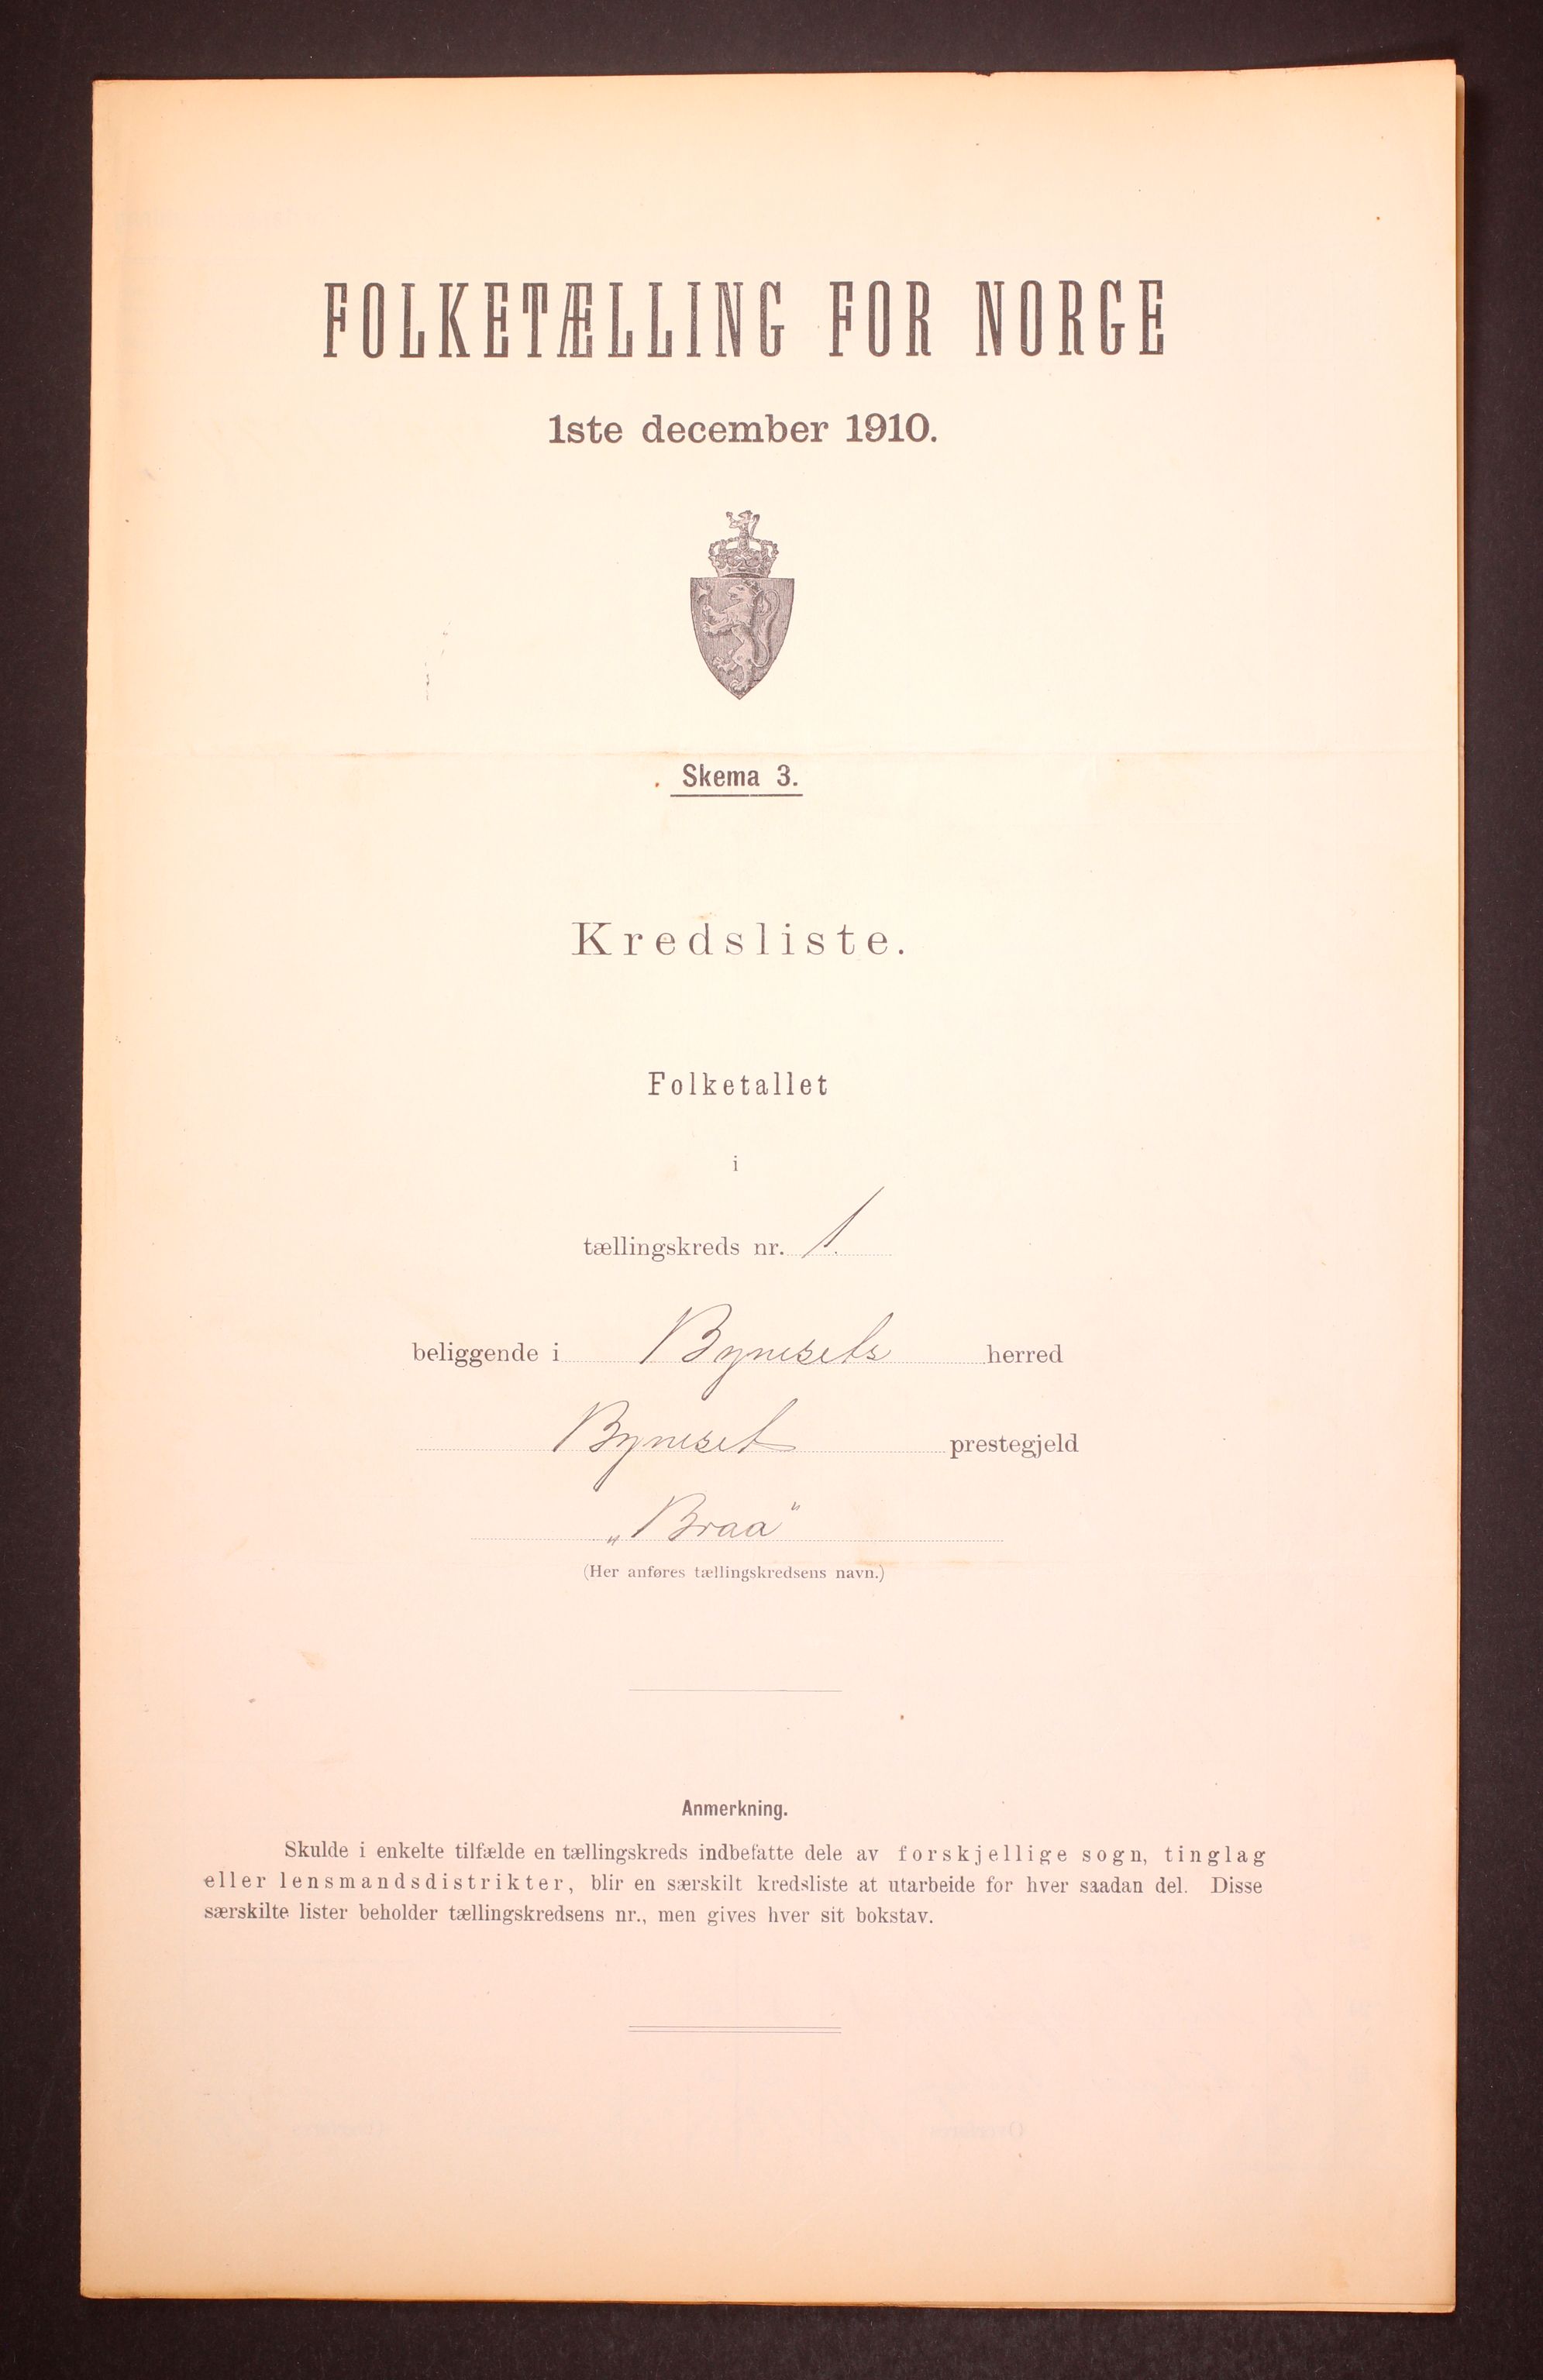 FOLKETÆLLING FOR NORGE
1ste december 1910.
Skema 3.
Kredsliste.
Folketallet
i
tællingskreds nr. 1.
beliggende i Bynesets herred
Byneset prestegjeld
„Braa"
(Her anføres tællingskredsens navn.)
Anmerkning.
Skulde i enkelte tilfælde en tællingskreds indbefatte dele av forskjellige sogn, tinglag
eller lensmandsdistrikter, blir en særskilt kredsliste at utarbeide for hver saadan del. Disse
særskilte lister beholder tællingskredsens nr., men gives hver sit bokstav.